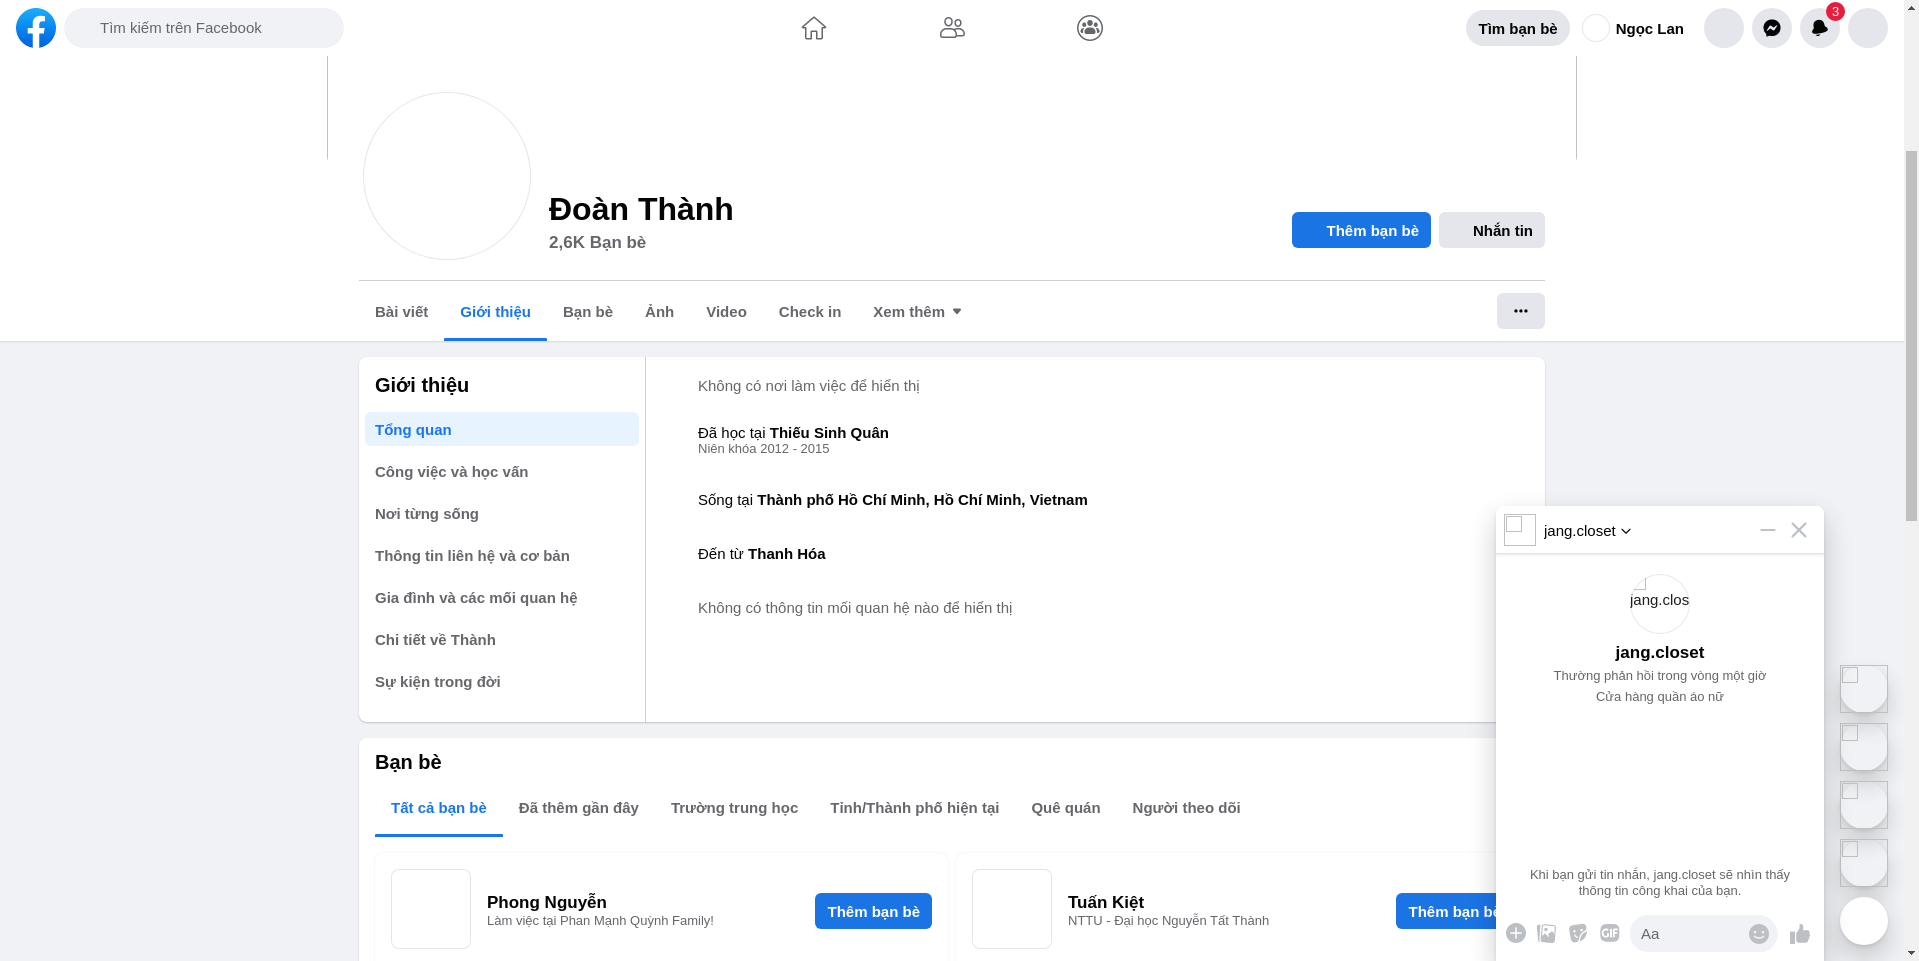 Tìm kiếm trên Facebook
Tìm bạn bè
Ngọc Lan
3
Đoàn Thành
2,6K Bạn bè
Thêm bạn bè
Nhắn tin
Bài viết
Giới thiệu
Bạn bè
Ảnh
Video
Check in
Xem thêm
Giới thiệu
Tổng quan
Công việc và học vấn
Nơi từng sống
Thông tin liên hệ và cơ bản
Gia đình và các mối quan hệ
Chi tiết về Thành
Sự kiện trong đời
Không có nơi làm việc để hiển thị
Đã học tại Thiếu Sinh Quân
Niên khóa 2012 - 2015
Sống tại Thành phố Hồ Chí Minh, Hồ Chí Minh, Vietnam
Đến từ Thanh Hóa
Không có thông tin mối quan hệ nào để hiển thị
Bạn bè
Tất cả bạn bè
Đã thêm gần đây
Trường trung học
Tỉnh/Thành phố hiện tại
Quê quán
Người theo dõi
Phong Nguyễn
Làm việc tại Phan Mạnh Quỳnh Family!
Thêm bạn bè
Tuấn Kiệt
NTTU - Đại học Nguyễn Tất Thành
Thêm bạn bè
jang.closet
jang.clos
jang.closet
Thường phản hồi trong vòng một giờ
Cửa hàng quần áo nữ
Khi bạn gửi tin nhắn, jang.closet sẽ nhìn thấy
thông tin công khai của bạn.
GIF
Aa